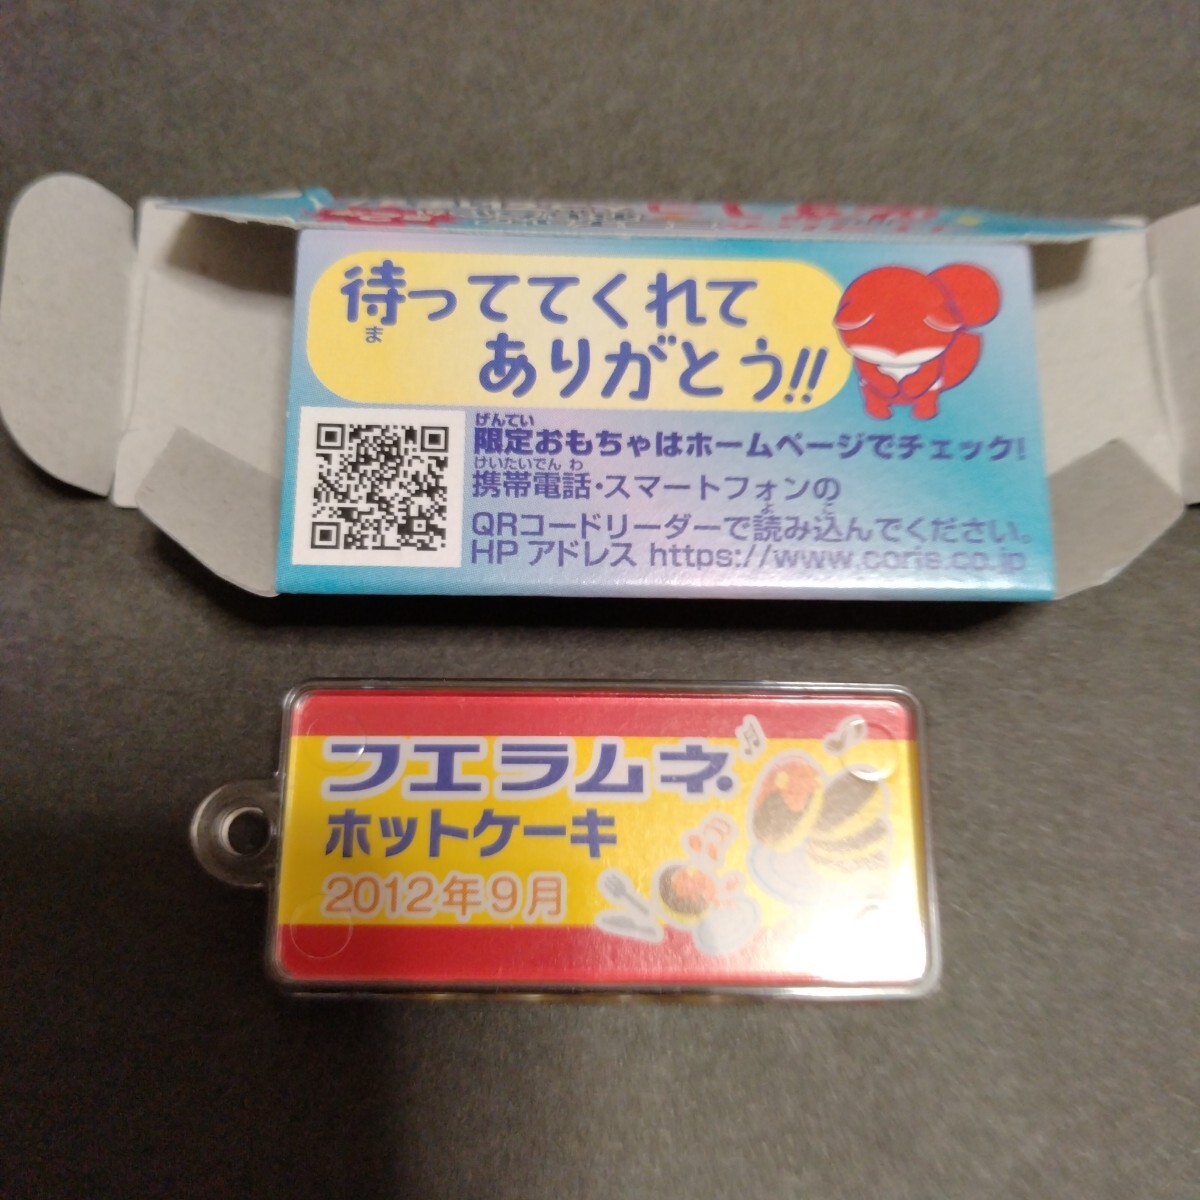 待っててくれて
ま
ありがとう!!
げんてい
限定おもちゃはホームページでチェック!
けいたいでんわ
携帯電話・スマートフォンの
よ こ
QRコードリーダーで読み込んでください。
HP アドレス https://www.coris.co.jp
フエラムネ
ホットケーキ
2012年9月